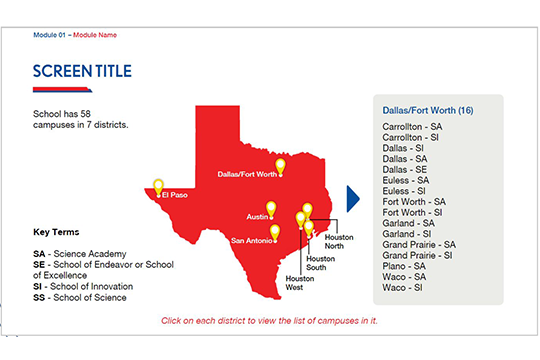 Module 01 – Module Name
SCREEN TITLE
School has 58
campuses in 7 districts.
Dallas/Fort Worth
El Paso
Austin
San Antonio
Houston
North
Houston
South
Houston
West
Key Terms
SA - Science Academy
SE - School of Endeavor or School
of Excellence
SI - School of Innovation
SS - School of Science
Dallas/Fort Worth (16)
Carrollton - SA
Carrollton - SI
Dallas - SI
Dallas - SA
Dallas - SE
Euless - SA
Euless - SI
Fort Worth - SA
Fort Worth - SI
Garland - SA
Garland - SI
Grand Prairie - SA
Grand Prairie - SI
Plano - SA
Waco - SA
Waco - SI
Click on each district to view the list of campuses in it.